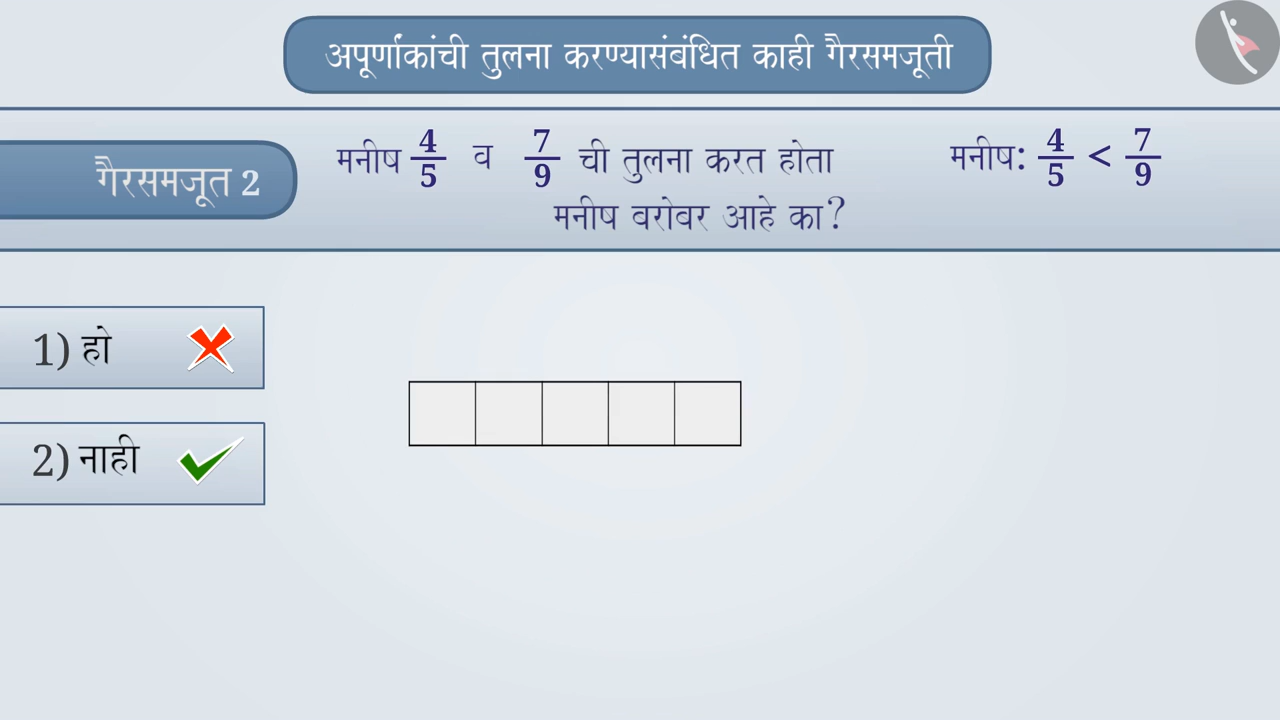 अपूर्णांकांची तुलना करण्यासंबंधित काही गैरसमजूती
गैरसमजूत 2
मनीष 4/5 व 7/9 ची तुलना करत होता
मनीष: 4/5 < 7/9
मनीष बरोबर आहे का?
1) हो
2) नाही